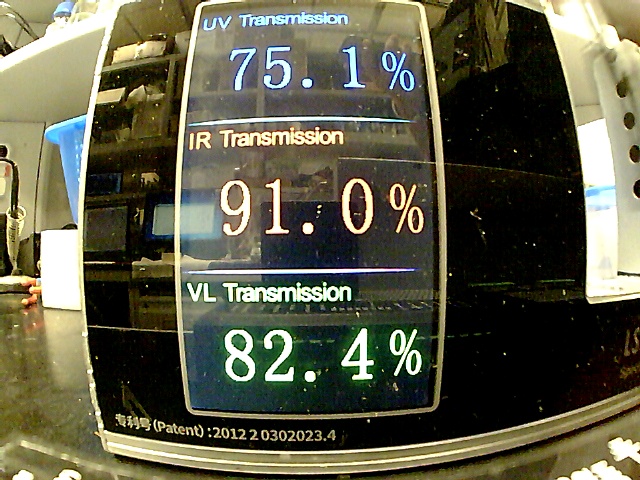 UV Transmission
75.1%
IR Transmission
91.0%
VL Transmission
82.4%
专利号(Patent):2012 2 0302023.4